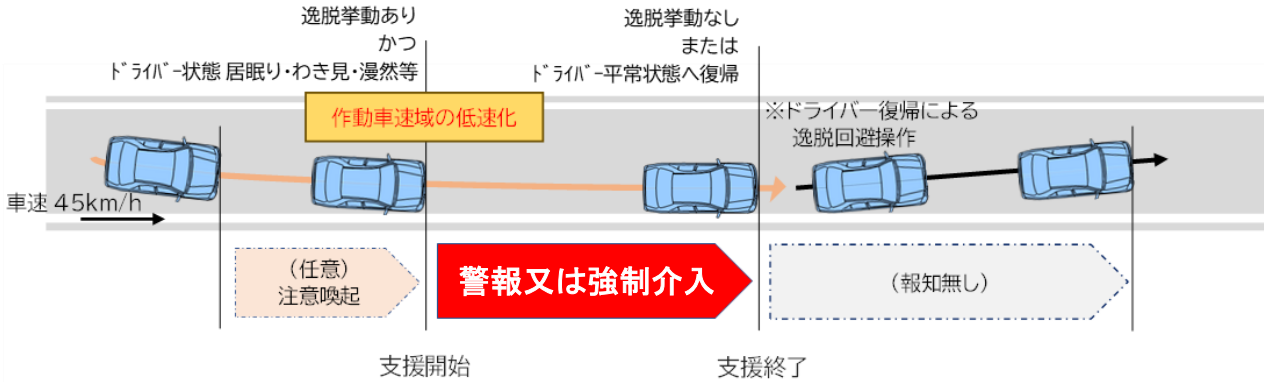 逸脱挙動あり
かつ
ﾄﾞﾗｲﾊﾞｰ状態 居眠り・わき見・漫然等
逸脱挙動なし
または
ﾄﾞﾗｲﾊﾞｰ平常状態へ復帰
作動車速域の低速化
※ドライバー復帰による
逸脱回避操作
車速 45km/h
（任意）
注意喚起
警報又は強制介入
（報知無し）
支援開始
支援終了